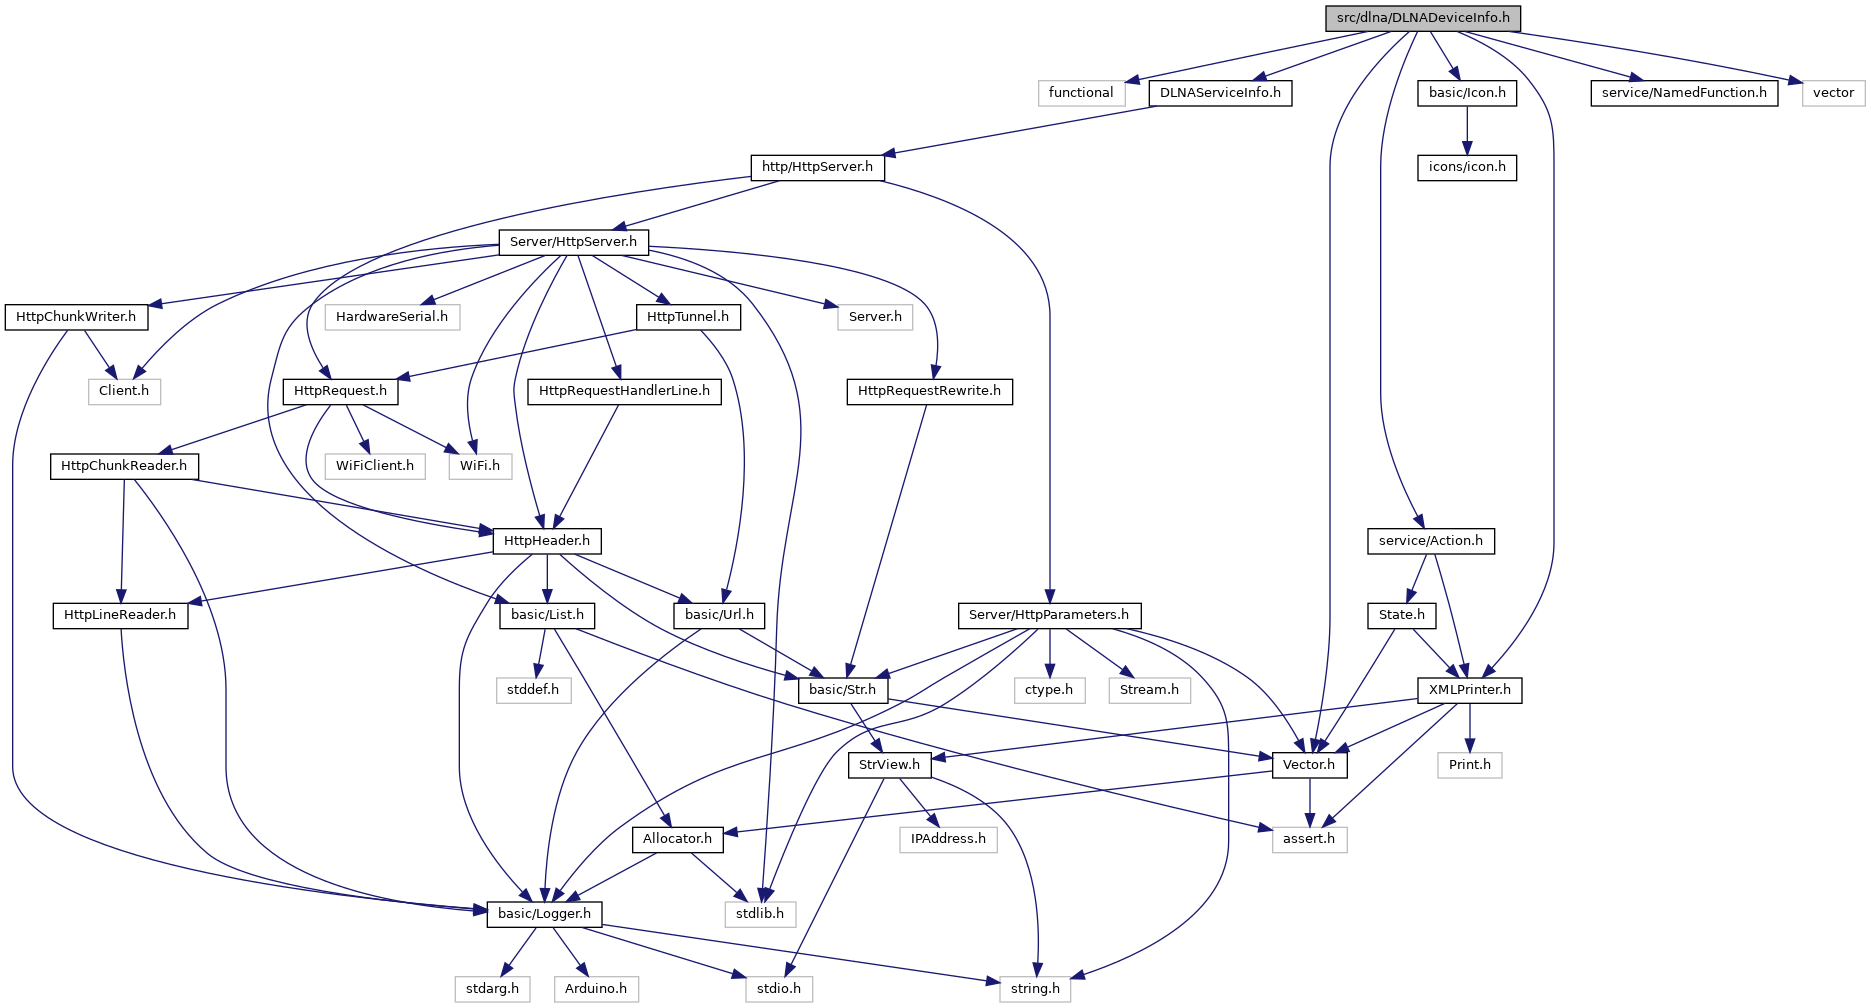 src/dlna/DLNADeviceInfo.h
functional
DLNAServiceInfo.h
basic/Icon.h
service/NamedFunction.h
vector
http/HttpServer.h
icons/icon.h
Server/HttpServer.h
HttpChunkWriter.h
HardwareSerial.h
HttpTunnel.h
Server.h
Client.h
HttpRequest.h
HttpRequestHandlerLine.h
HttpRequestRewrite.h
HttpChunkReader.h
WiFiClient.h
WiFi.h
HttpHeader.h
service/Action.h
HttpLineReader.h
basic/List.h
basic/Url.h
Server/HttpParameters.h
State.h
stddef.h
basic/Str.h
ctype.h
Stream.h
XMLPrinter.h
StrView.h
Vector.h
Print.h
Allocator.h
IPAddress.h
assert.h
basic/Logger.h
stdlib.h
stdarg.h
Arduino.h
stdio.h
string.h